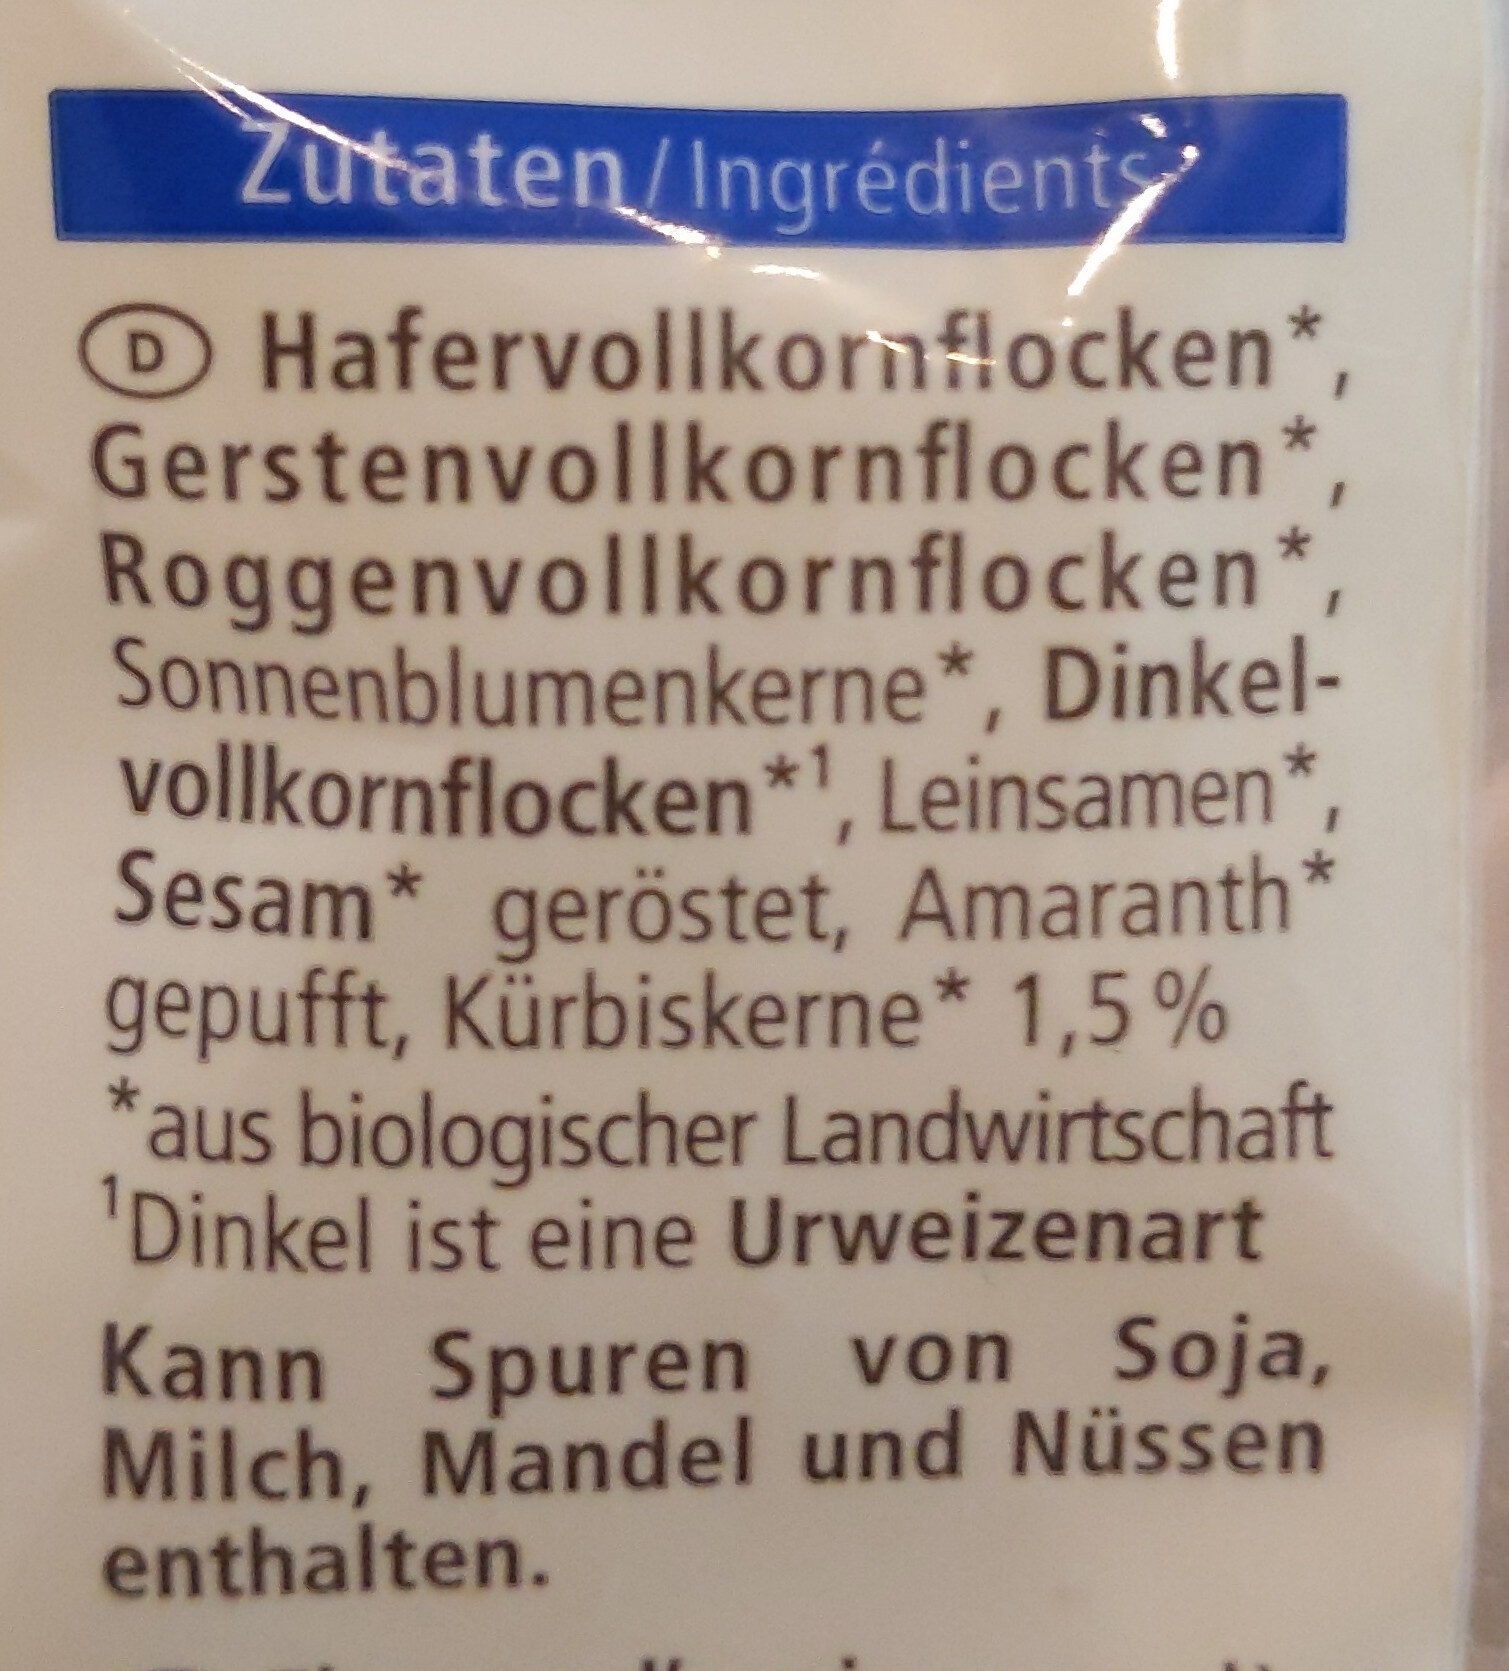 Zutaten / Ingrédients
D Hafervollkornflocken*,
Gerstenvollkornflocken*,
Roggenvollkornflocken*,
Sonnenblumenkerne*, Dinkel-
vollkornflocken*¹, Leinsamen*,
Sesam* geröstet, Amaranth*
gepufft, Kürbiskerne* 1,5 %
*aus biologischer Landwirtschaft
¹Dinkel ist eine Urweizenart
Kann Spuren von Soja,
Milch, Mandel und Nüssen
enthalten.